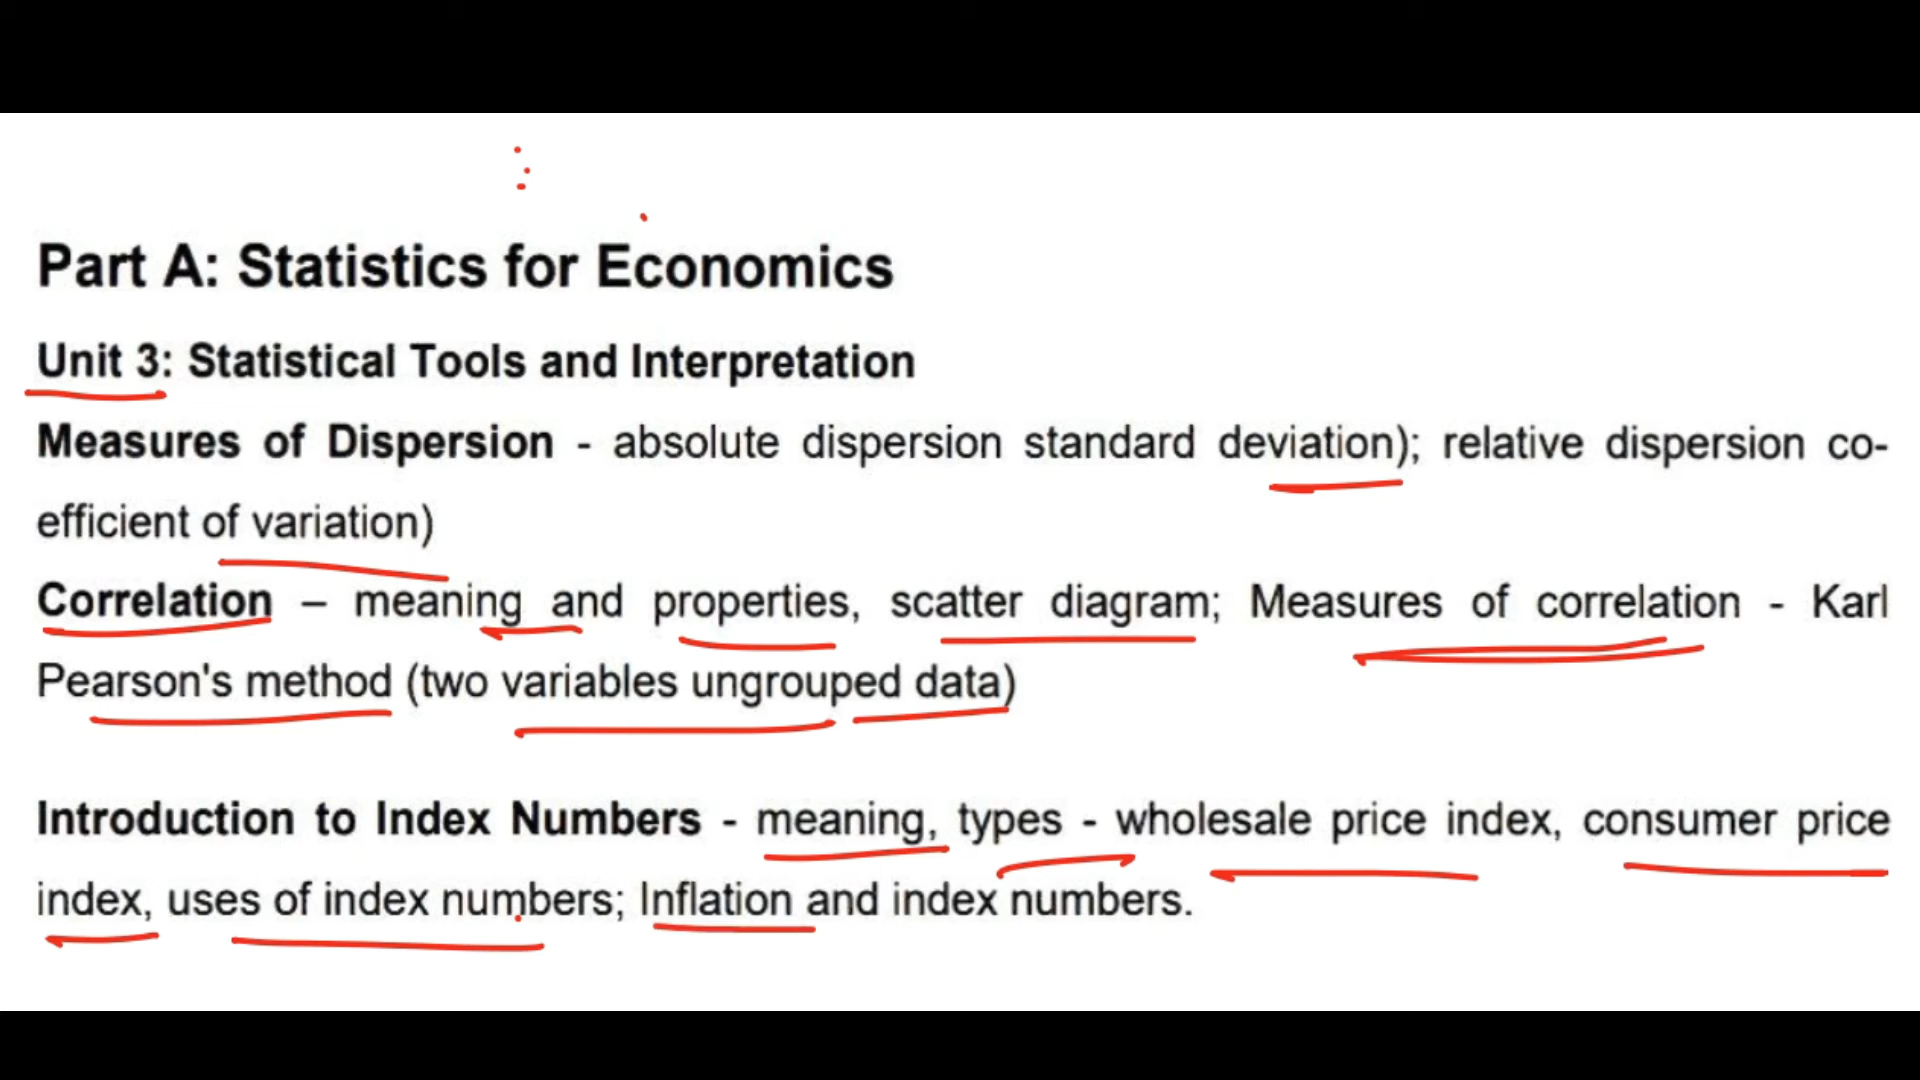 Part A: Statistics for Economics
Unit 3: Statistical Tools and Interpretation
Measures of Dispersion - absolute dispersion standard deviation); relative dispersion co-
efficient of variation)
Correlation – meaning and properties, scatter diagram; Measures of correlation - Karl
Pearson's method (two variables ungrouped data)
Introduction to Index Numbers - meaning, types - wholesale price index, consumer price
index, uses of index numbers; Inflation and index numbers.